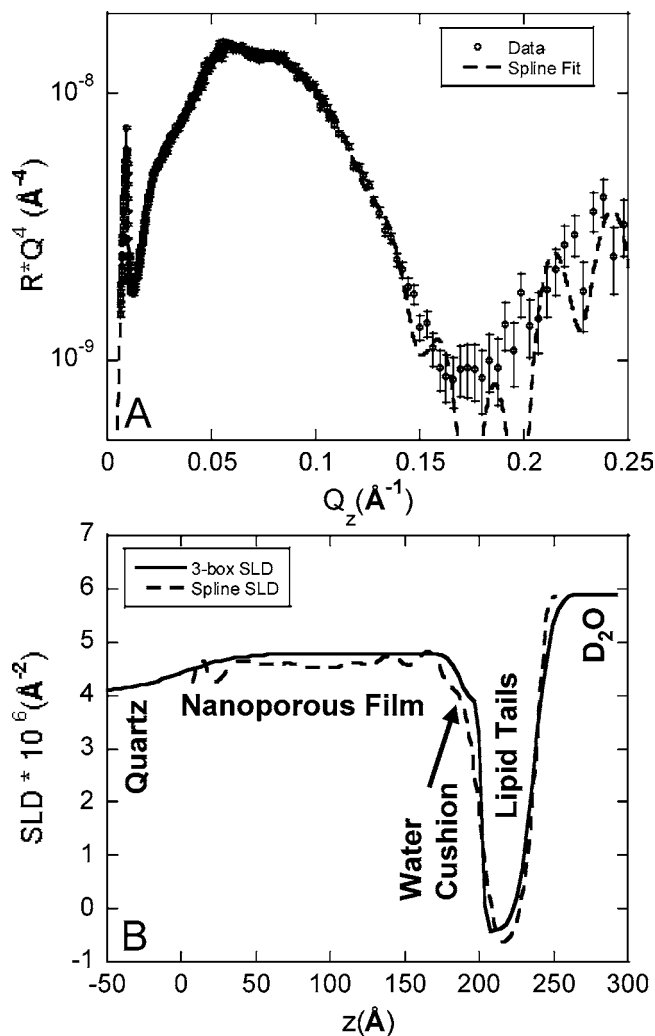 10⁻⁸
Data
Spline Fit
R*Q⁴ (Å⁻⁴)
10⁻⁹
A
0 0.05 0.1 0.15 0.2 0.25
Q_z(Å⁻¹)
7
3-box SLD
Spline SLD
6
5
4
3
2
1
0
-1
SLD * 10⁶(Å⁻²)
Quartz
Nanoporous Film
Water
Cushion
Lipid Tails
D₂O
B
-50 0 50 100 150 200 250 300
z(Å)